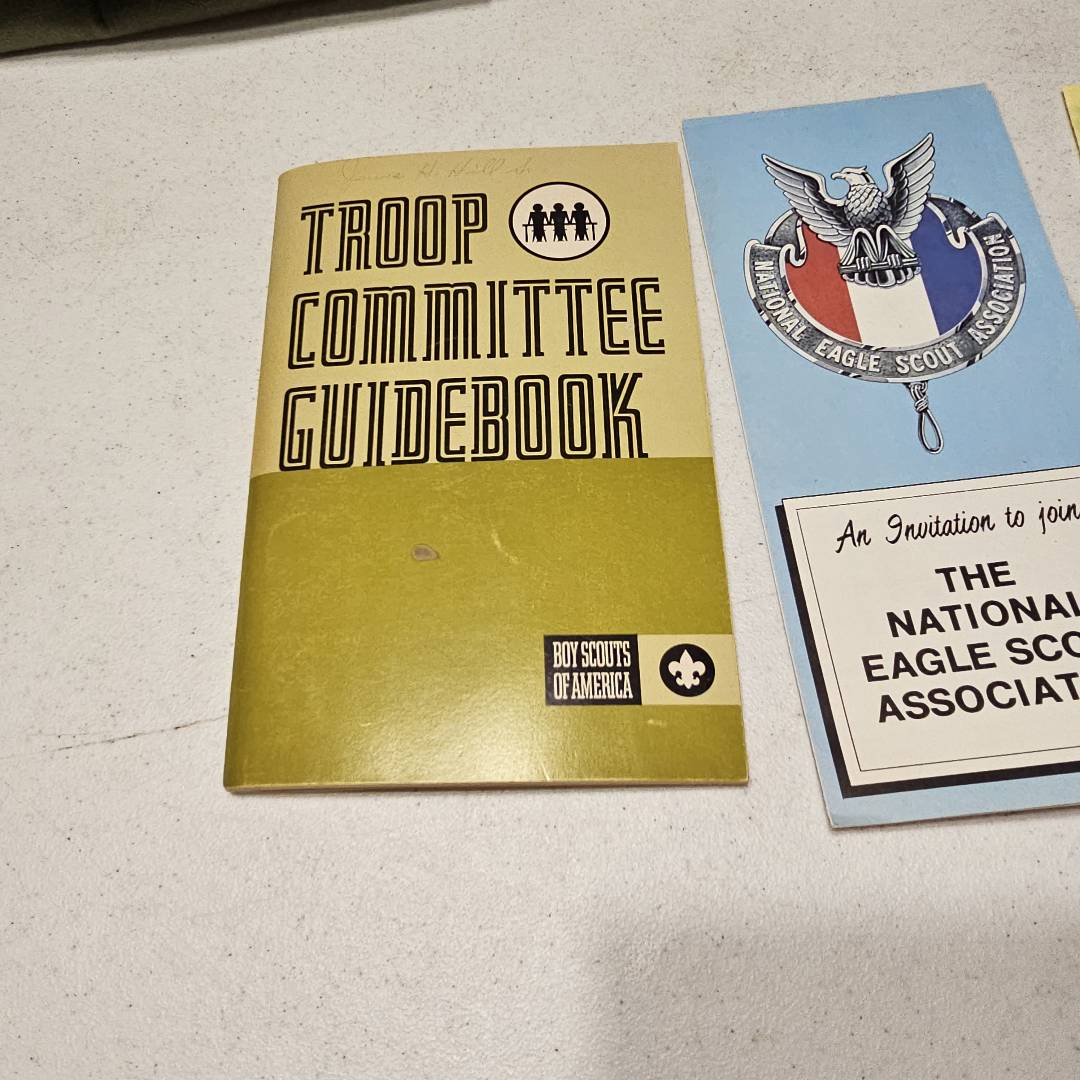 TROOP
COMMITTEE
GUIDEBOOK
BOY SCOUTS
OF AMERICA
NATIONAL EAGLE SCOUT ASSOCIATION
An Invitation to join
THE
NATIONAL
EAGLE SCO
ASSOCIAT